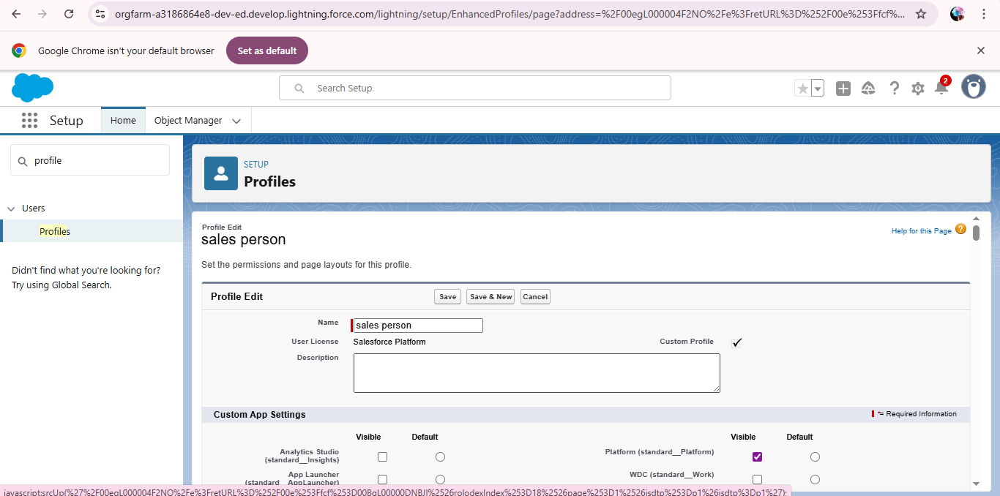 orgfarm-a3186864e8-dev-ed.develop.lightning.force.com/lightning/setup/EnhancedProfiles/page?address=%2F00egL000004F2NO%2Fe%3FretURL%3D%252F00e%253Ffcf%...
Google Chrome isn't your default browser
Set as default
Search Setup
2
Setup
Home
Object Manager
profile
Users
Profiles
Didn't find what you're looking for?
Try using Global Search.
SETUP
Profiles
Profile Edit
sales person
Help for this Page ?
Set the permissions and page layouts for this profile.
Profile Edit
Save
Save & New
Cancel
Name
sales person
User License
Salesforce Platform
Custom Profile
Description
Custom App Settings
*= Required Information
Visible Default
Visible Default
Analytics Studio
(standard__Insights)
Platform (standard__Platform)
App Launcher
(standard__AppLauncher)
WDC (standard__Work)
javascript:srcUp(%27%2F00egL000004F2NO%2Fe%3FretURL%3D%252F00e%253Ffcf%253D00BgL00000DNBJI%2526rolodexIndex%253D18%2526page%253D1%2526isdtp%253Dp1%26isdtp%3Dp1%27);